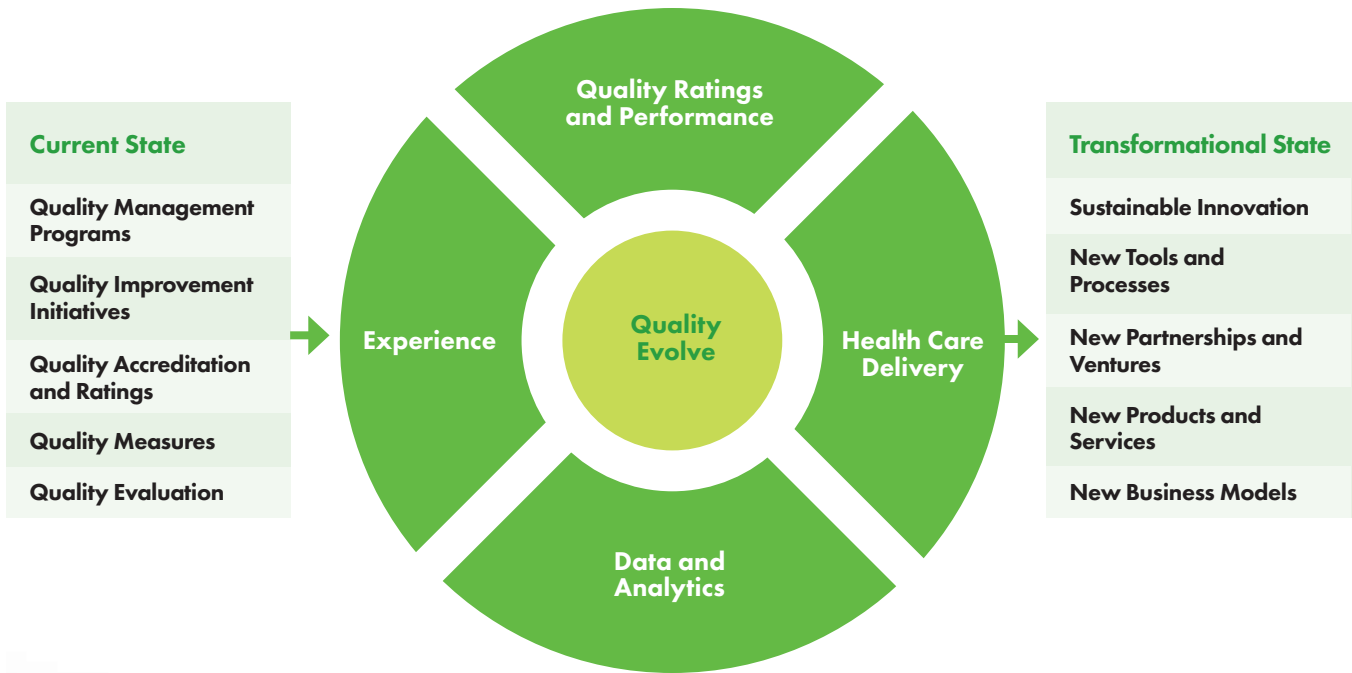 Current State
Quality Management
Programs
Quality Improvement
Initiatives
Quality Accreditation
and Ratings
Quality Measures
Quality Evaluation
Quality Ratings
and Performance
Experience
Quality
Evolve
Health Care
Delivery
Data and
Analytics
Transformational State
Sustainable Innovation
New Tools and
Processes
New Partnerships and
Ventures
New Products and
Services
New Business Models